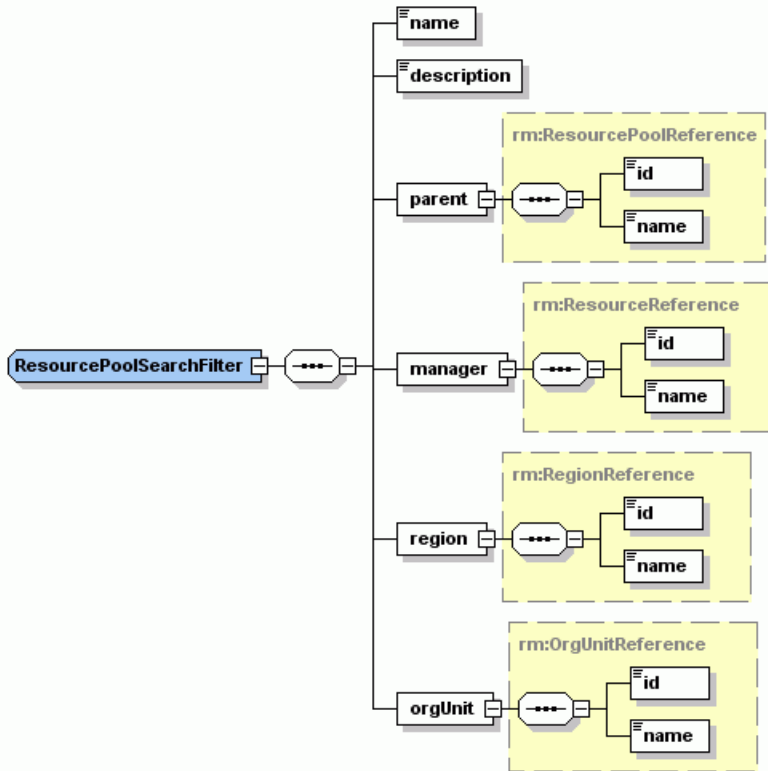 name
description
rm:ResourcePoolReference
id
parent
name
rm:ResourceReference
id
ResourcePoolSearchFilter
manager
name
rm:RegionReference
id
region
name
rm:OrgUnitReference
id
orgUnit
name